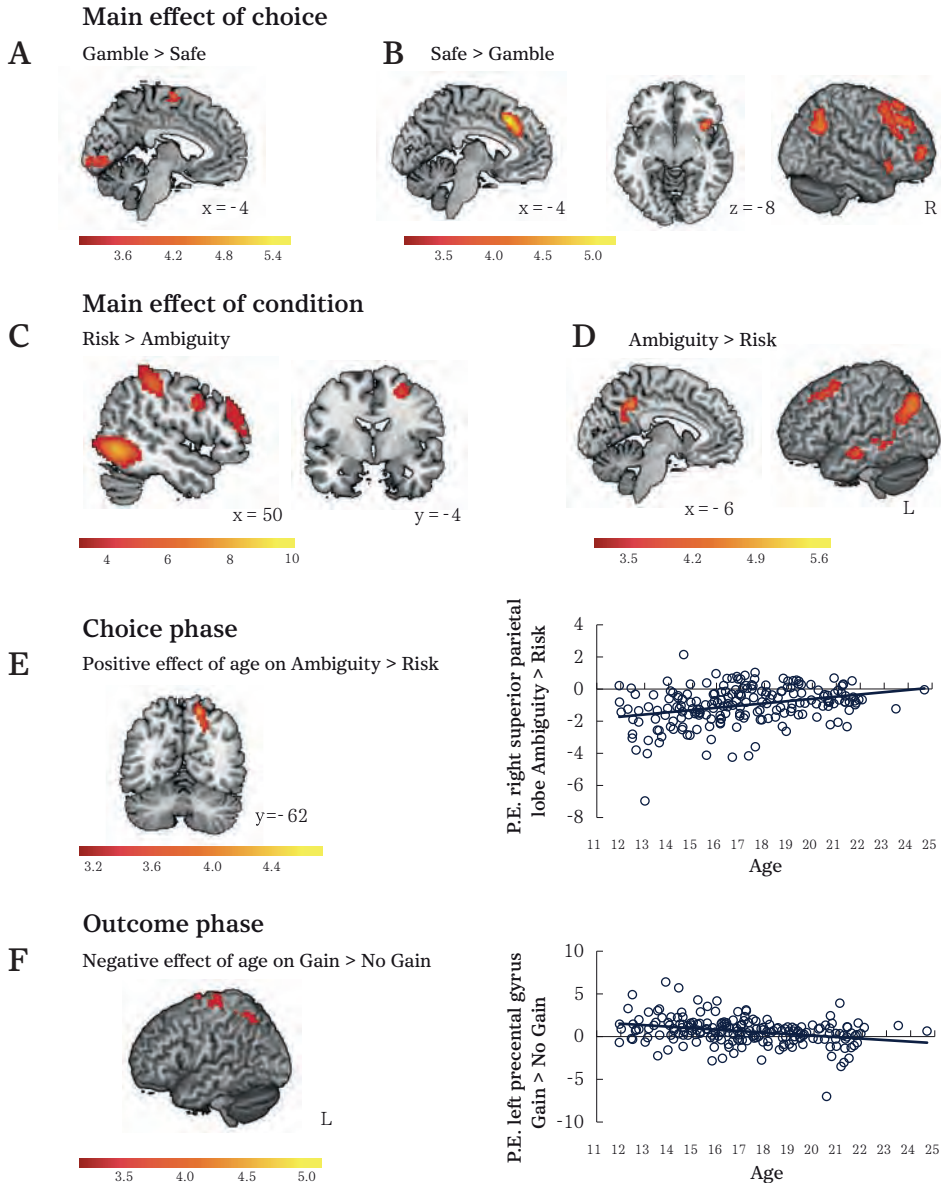 Main effect of choice
A
Gamble > Safe
B
Safe > Gamble
x = -4
x = -4
z = -8
R
3.6 4.2 4.8 5.4
3.5 4.0 4.5 5.0
Main effect of condition
C
Risk > Ambiguity
D
Ambiguity > Risk
x = 50
y = -4
x = - 6
L
4 6 8 10
3.5 4.2 4.9 5.6
Choice phase
E
Positive effect of age on Ambiguity > Risk
y=- 62
3.2 3.6 4.0 4.4
P.E. right superior parietal
lobe Ambiguity > Risk
4
2
0
-2
-4
-6
-8
11 12 13 14 15 16 17 18 19 20 21 22 23 24 25
Age
Outcome phase
F
Negative effect of age on Gain > No Gain
L
3.5 4.0 4.5 5.0
P.E. left precental gyrus
Gain > No Gain
10
5
0
-5
-10
11 12 13 14 15 16 17 18 19 20 21 22 23 24 25
Age